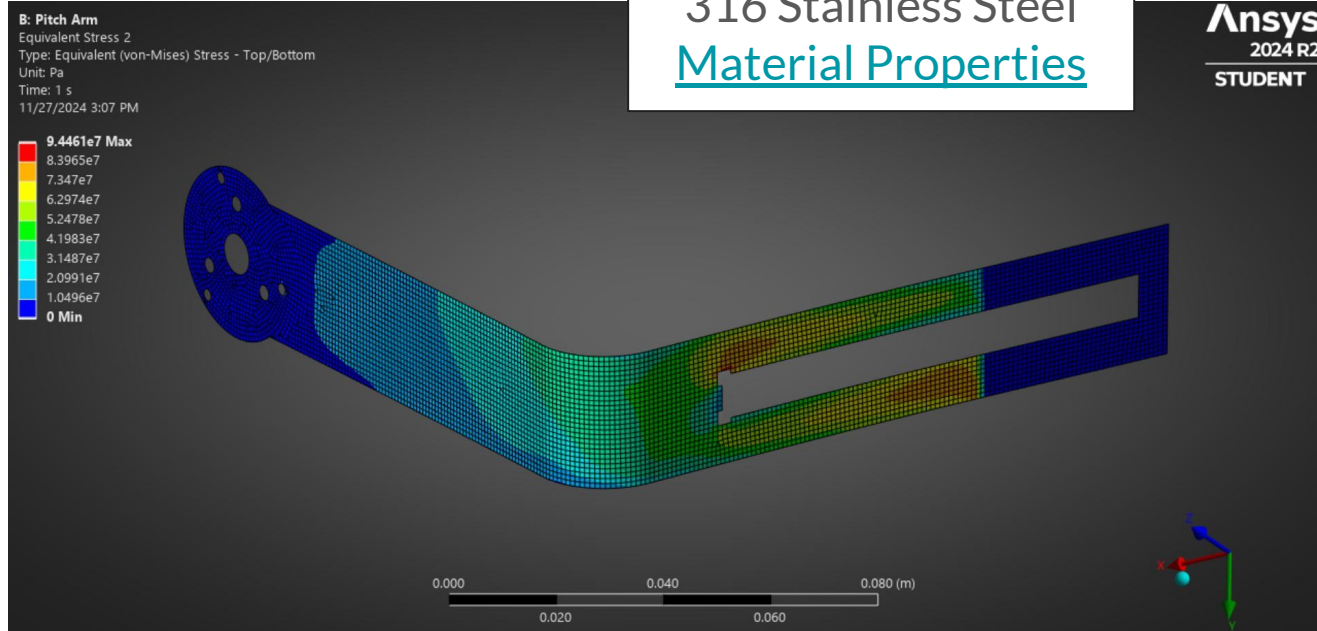 B: Pitch Arm
Equivalent Stress 2
Type: Equivalent (von-Mises) Stress - Top/Bottom
Unit: Pa
Time: 1 s
11/27/2024 3:07 PM
9.4461e7 Max
8.3965e7
7.347e7
6.2974e7
5.2478e7
4.1983e7
3.1487e7
2.0991e7
1.0496e7
0 Min
316 Stainless Steel
Material Properties
Ansys
2024 R2
STUDENT
0.000 0.040 0.080 (m)
0.020 0.060
Z
X
Y